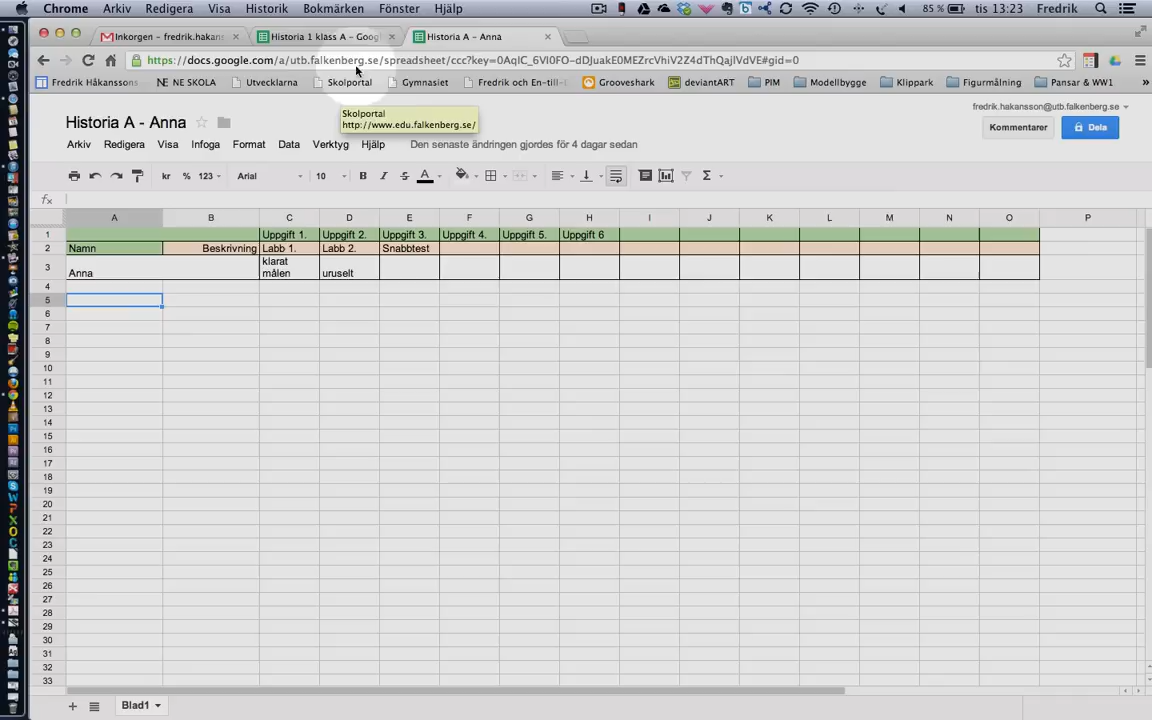 Chrome Arkiv Redigera Visa Historik Bokmärken Fönster Hjälp 85 % tis 13:23 Fredrik
Inkorgen – fredrik.hakans Historia 1 klass A – Goog Historia A – Anna
https://docs.google.com/a/utb.falkenberg.se/spreadsheet/ccc?key=0AqIC_6VI0FO-dDJuakE0MEZrcVhiV2Z4dThQajlVdVE#gid=0
Fredrik Håkanssons NE SKOLA Utvecklarna Skolportal Gymnasiet Fredrik och En-till-E Grooveshark deviantART PIM Modellbygge Klippark Figurmålning Pansar & WW1
Skolportal
http://www.edu.falkenberg.se/
fredrik.hakansson@utb.falkenberg.se
Historia A – Anna
Kommentarer Dela
Arkiv Redigera Visa Infoga Format Data Verktyg Hjälp Den senaste ändringen gjordes för 4 dagar sedan
kr % 123 Arial 10 B I S A Σ
fx
A B C D E F G H I J K L M N O P
1 Uppgift 1. Uppgift 2. Uppgift 3. Uppgift 4. Uppgift 5. Uppgift 6
2 Namn Beskrivning Labb 1. Labb 2. Snabbtest
3 Anna klarat målen uruselt
4
5
6
7
8
9
10
11
12
13
14
15
16
17
18
19
20
21
22
23
24
25
26
27
28
29
30
31
32
33
Blad1